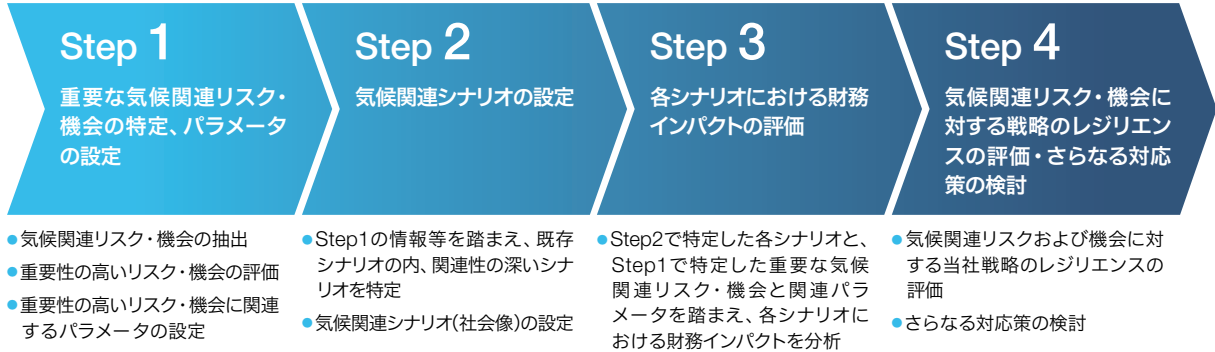 Step 1
重要な気候関連リスク・
機会の特定、パラメータ
の設定
●気候関連リスク・機会の抽出
●重要性の高いリスク・機会の評価
●重要性の高いリスク・機会に関連
するパラメータの設定
Step 2
気候関連シナリオの設定
●Step1の情報等を踏まえ、既存
シナリオの内、関連性の深いシナ
リオを特定
●気候関連シナリオ(社会像)の設定
Step 3
各シナリオにおける財務
インパクトの評価
●Step2で特定した各シナリオと、
Step1で特定した重要な気候
関連リスク・機会と関連パラ
メータを踏まえ、各シナリオに
おける財務インパクトを分析
Step 4
気候関連リスク・機会に
対する戦略のレジリエン
スの評価・さらなる対応
策の検討
●気候関連リスクおよび機会に対
する当社戦略のレジリエンスの
評価
●さらなる対応策の検討